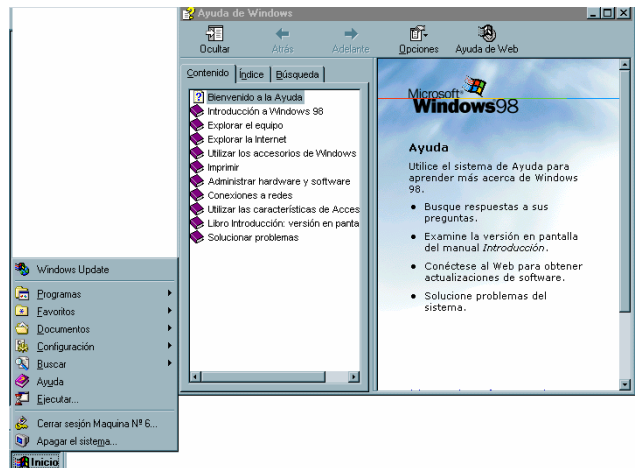 Ayuda de Windows
Ocultar Atrás Adelante Opciones Ayuda de Web
Contenido Índice Búsqueda
Bienvenido a la Ayuda
Introducción a Windows 98
Explorar el equipo
Explorar la Internet
Utilizar los accesorios de Windows
Imprimir
Administrar hardware y software
Conexiones a redes
Utilizar las características de Acces
Libro Introducción: versión en panta
Solucionar problemas
Microsoft
Windows98
Ayuda
Utilice el sistema de Ayuda para
aprender más acerca de Windows
98.
• Busque respuestas a sus
preguntas.
• Examine la versión en pantalla
del manual Introducción.
• Conéctese al Web para obtener
actualizaciones de software.
• Solucione problemas del
sistema.
Windows Update
Programas
Favoritos
Documentos
Configuración
Buscar
Ayuda
Ejecutar...
Cerrar sesión Maquina Nº 6...
Apagar el sistema...
Inicio